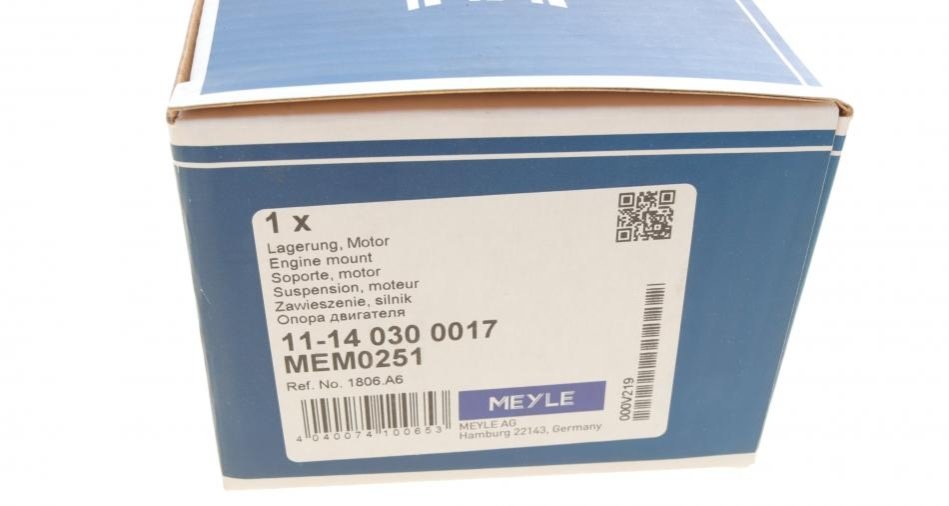 1 x
Lagerung, Motor
Engine mount
Soporte, motor
Suspension, moteur
Zawieszenie, silnik
Опора двигателя
11-14 030 0017
MEM0251
Ref. No. 1806.A6
4 040074 100653
MEYLE
MEYLE AG
Hamburg 22143, Germany
000V219